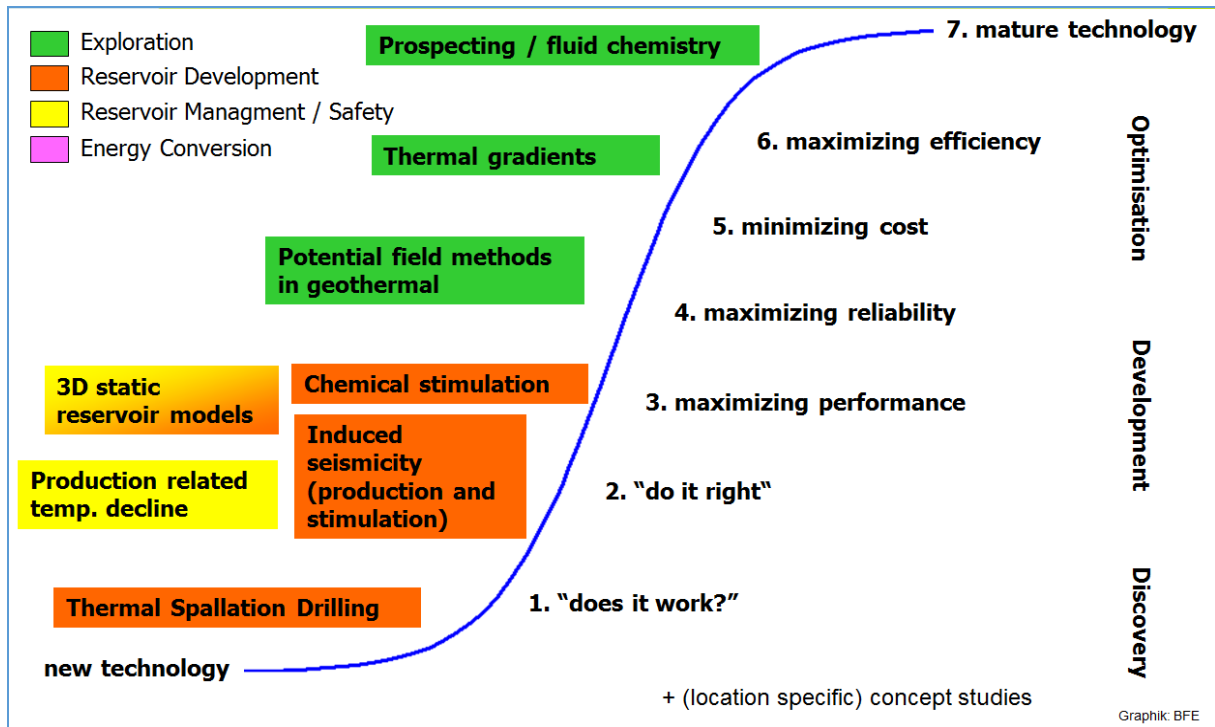 Exploration
Reservoir Development
Reservoir Managment / Safety
Energy Conversion
Prospecting / fluid chemistry
7. mature technology
Thermal gradients
6. maximizing efficiency
Optimisation
5. minimizing cost
Potential field methods
in geothermal
4. maximizing reliability
3D static
reservoir models
Chemical stimulation
3. maximizing performance
Development
Induced
seismicity
(production and
stimulation)
Production related
temp. decline
2. “do it right“
Thermal Spallation Drilling
1. “does it work?”
Discovery
new technology
+ (location specific) concept studies
Graphik: BFE